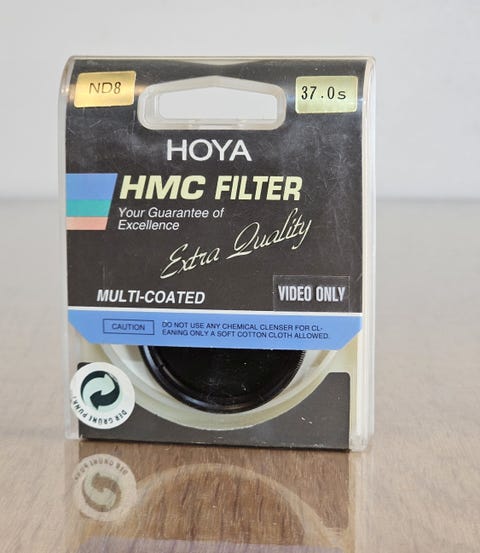 ND8
37.0s
HOYA
HMC FILTER
Your Guarantee of
Excellence
Extra Quality
MULTI-COATED
VIDEO ONLY
CAUTION
DO NOT USE ANY CHEMICAL CLENSER FOR CL-
EANING ONLY A SOFT COTTON CLOTH ALLOWED.
DER GRÜNE PUNKT